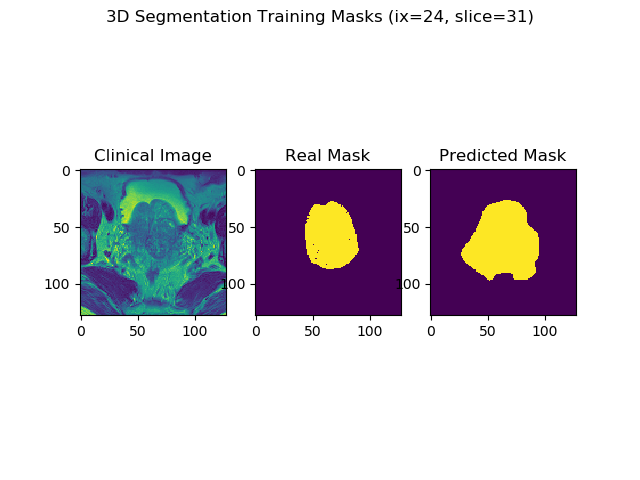 3D Segmentation Training Masks (ix=24, slice=31)
Clinical Image Real Mask Predicted Mask
0 0 0
50 50 50
100 100 100
0 50 100 0 50 100 0 50 100